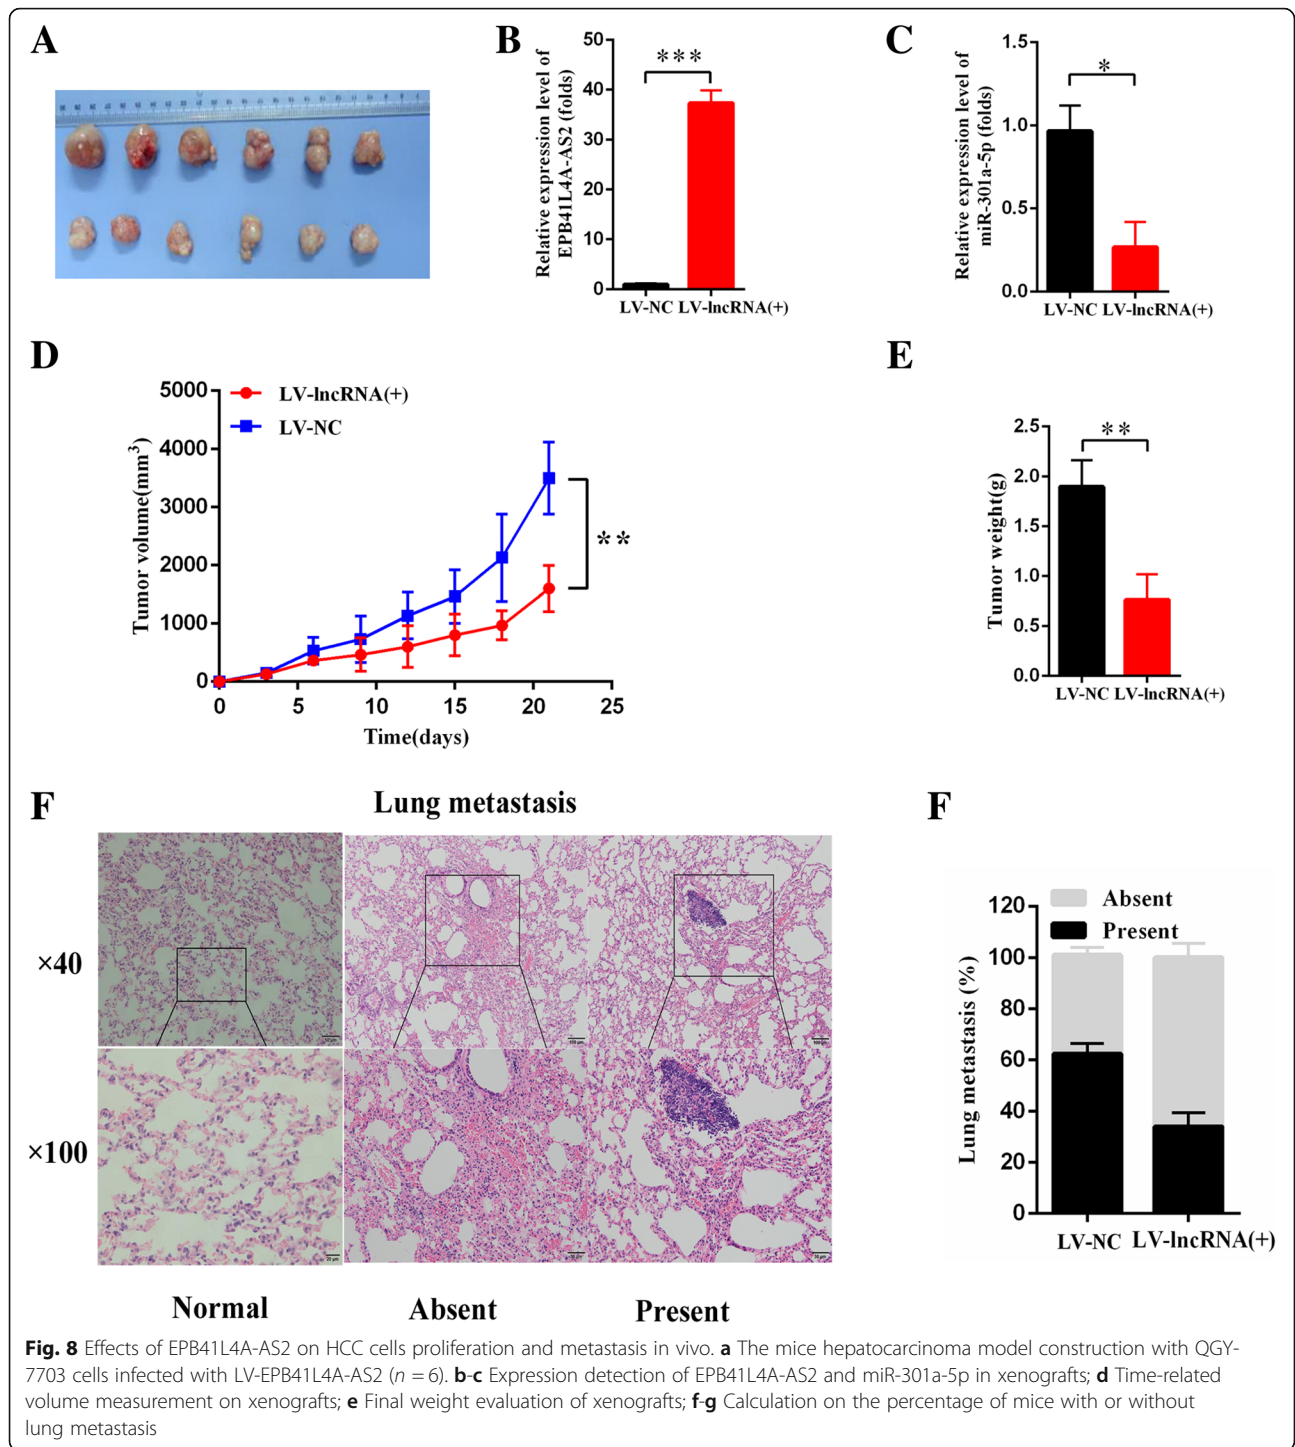 A
B
Relative expression level of
EPB41L4A-AS2 (folds)
50
40
30
20
10
0
***
LV-NC LV-lncRNA(+)
C
Relative expression level of
miR-301a-5p (folds)
1.5
1.0
0.5
0.0
*
LV-NC LV-lncRNA(+)
D
Tumor volume(mm3)
5000
4000
3000
2000
1000
0
LV-lncRNA(+)
LV-NC
**
0 5 10 15 20 25
Time(days)
E
Tumor weight(g)
2.5
2.0
1.5
1.0
0.5
0.0
**
LV-NC LV-lncRNA(+)
F
Lung metastasis
×40
×100
Normal Absent Present
F
Lung metastasis (%)
120
100
80
60
40
20
0
Absent
Present
LV-NC LV-lncRNA(+)
Fig. 8 Effects of EPB41L4A-AS2 on HCC cells proliferation and metastasis in vivo. a The mice hepatocarcinoma model construction with QGY-
7703 cells infected with LV-EPB41L4A-AS2 (n = 6). b-c Expression detection of EPB41L4A-AS2 and miR-301a-5p in xenografts; d Time-related
volume measurement on xenografts; e Final weight evaluation of xenografts; f-g Calculation on the percentage of mice with or without
lung metastasis